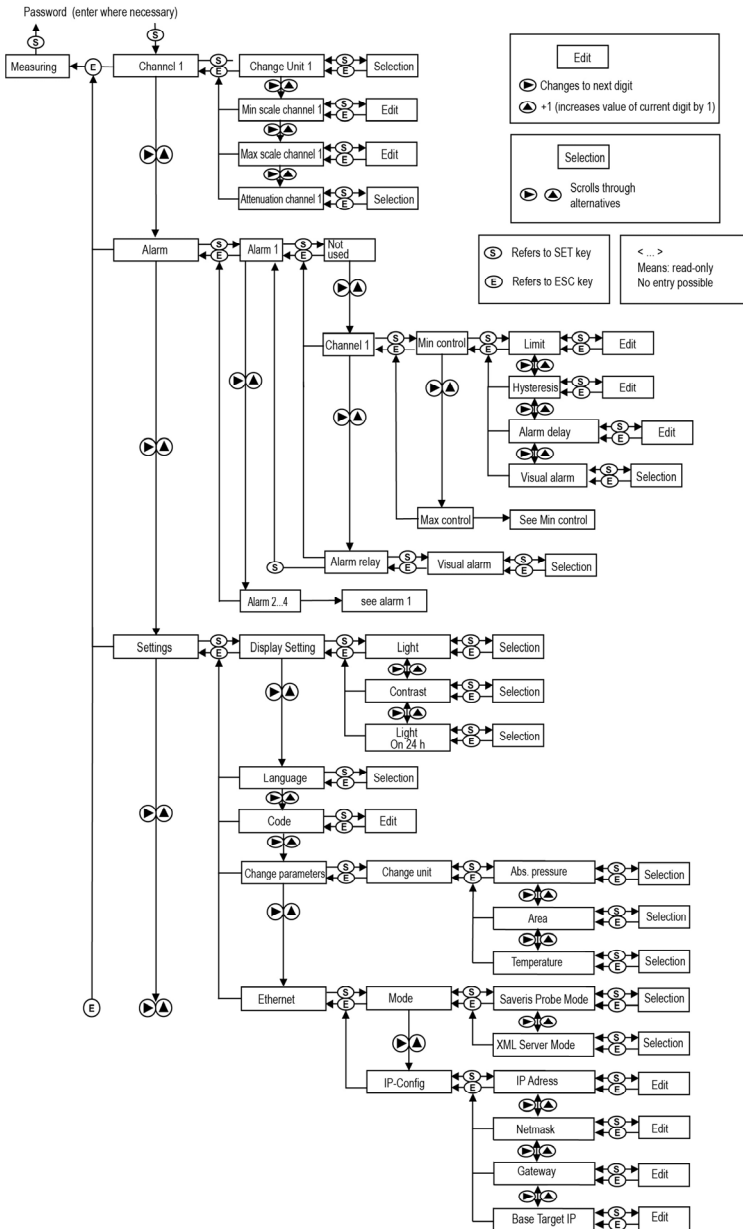 Password (enter where necessary)
S
S
Measuring
E
Channel 1
S
E
Change Unit 1
S
E
Selection
Min scale channel 1
S
E
Edit
Max scale channel 1
S
E
Edit
Attenuation channel 1
S
E
Selection
Edit
Changes to next digit
+1 (increases value of current digit by 1)
Selection
Scrolls through
alternatives
S Refers to SET key
E Refers to ESC key
< ... >
Means: read-only
No entry possible
Alarm
S
E
Alarm 1
S
E
Not
used
Channel 1
S
E
Min control
S
E
Limit
S
E
Edit
Hysteresis
S
E
Edit
Alarm delay
S
E
Edit
Visual alarm
S
E
Selection
Max control
See Min control
S
Alarm relay
S
E
Visual alarm
S
E
Selection
Alarm 2...4
see alarm 1
Settings
S
E
Display Setting
S
E
Light
S
E
Selection
Contrast
S
E
Selection
Light
On 24 h
S
E
Selection
Language
S
E
Selection
Code
S
E
Edit
Change parameters
S
E
Change unit
S
E
Abs. pressure
S
E
Selection
Area
S
E
Selection
Temperature
S
E
Selection
E
Ethernet
S
E
Mode
S
E
Saveris Probe Mode
S
E
Selection
XML Server Mode
S
E
Selection
IP-Config
S
E
IP Adress
S
E
Edit
Netmask
S
E
Edit
Gateway
S
E
Edit
Base Target IP
S
E
Edit